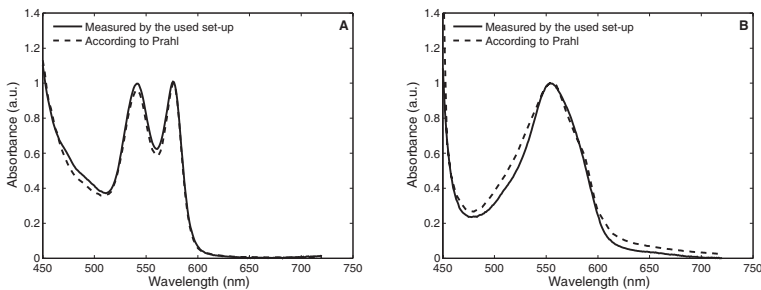 A
Measured by the used set-up
According to Prahl
1.4
1.2
1
0.8
0.6
0.4
0.2
0
Absorbance (a.u.)
450 500 550 600 650 700 750
Wavelength (nm)
B
Measured by the used set-up
According to Prahl
1.4
1.2
1
0.8
0.6
0.4
0.2
0
Absorbance (a.u.)
450 500 550 600 650 700 750
Wavelength (nm)